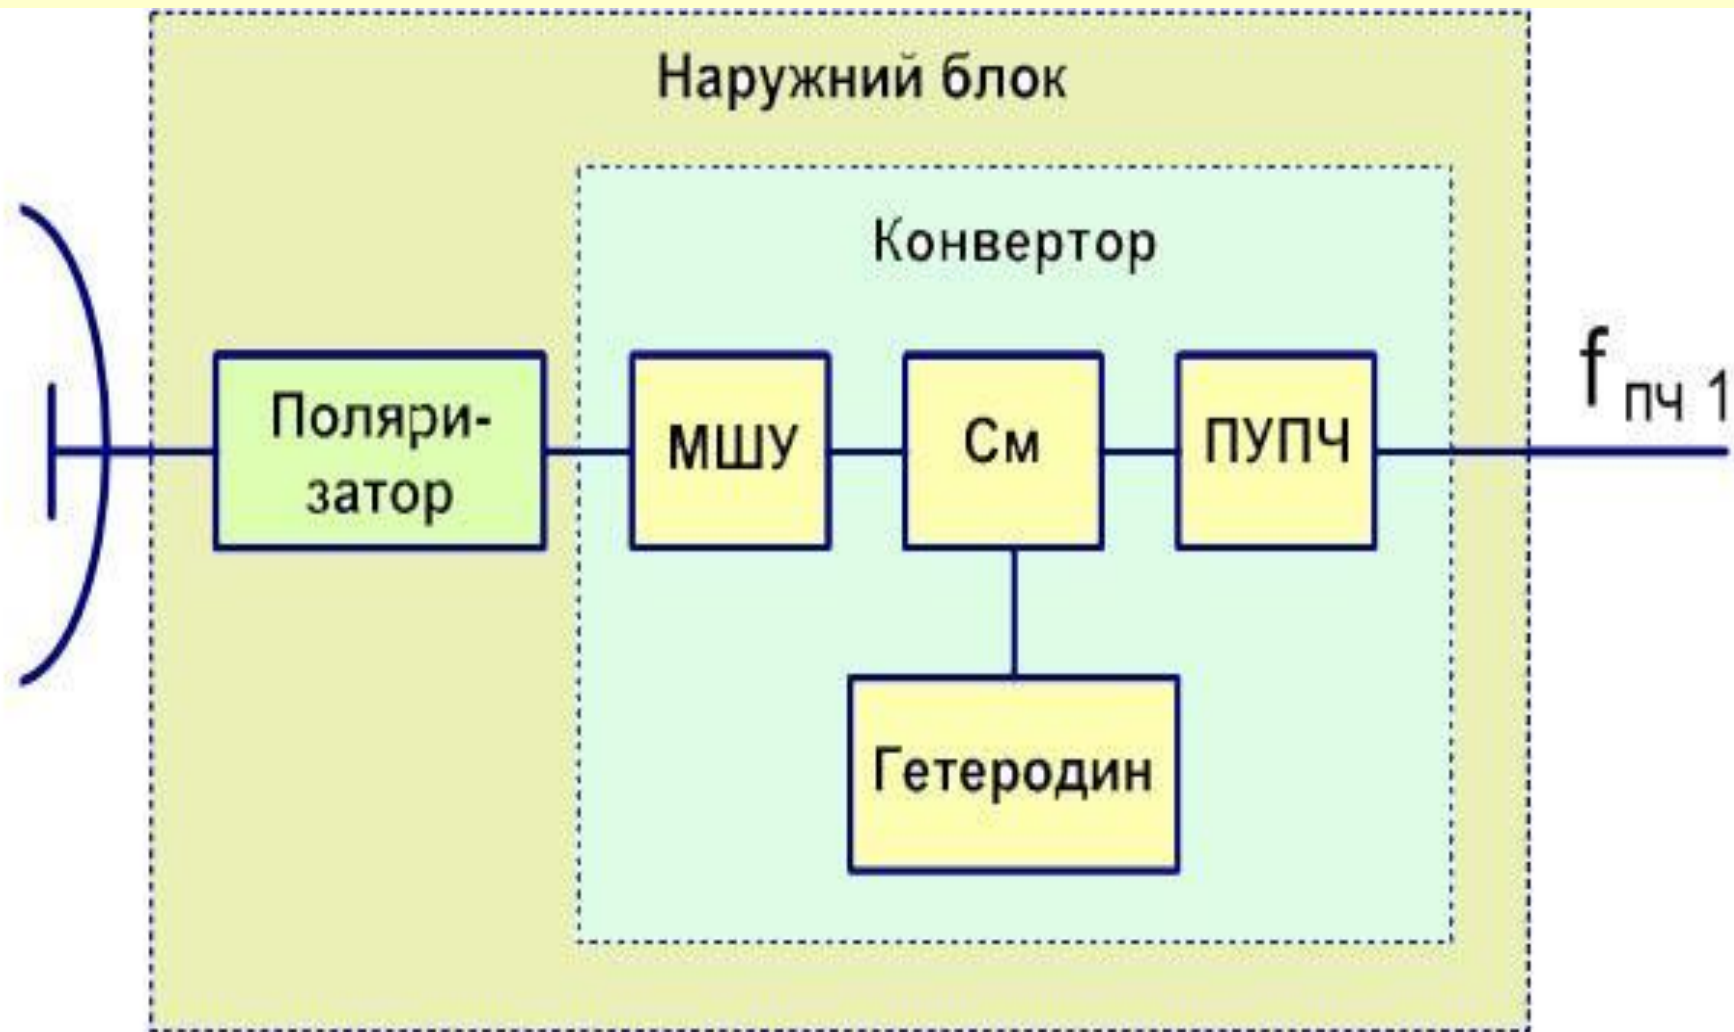 Наружний блок
Конвертор
Поляри-
затор
МШУ
См
ПУПЧ
f пч 1
Гетеродин